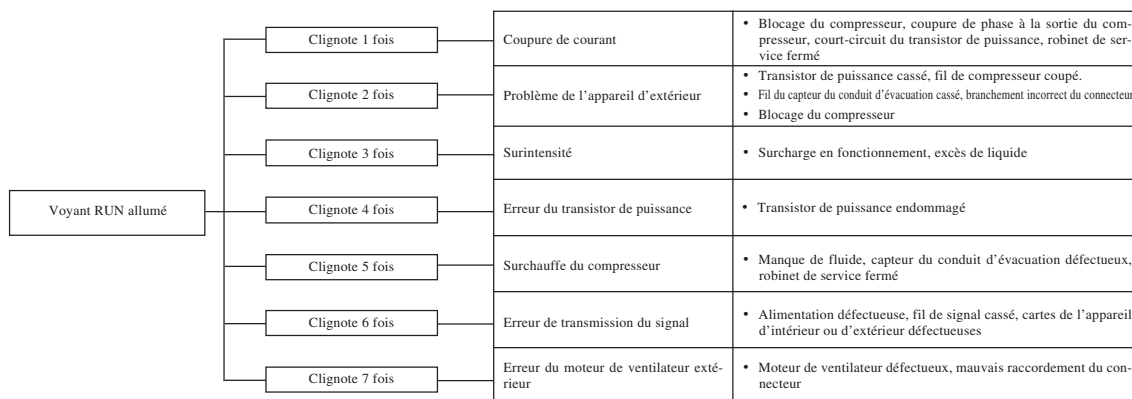 Clignote 1 fois
Coupure de courant
• Blocage du compresseur, coupure de phase à la sortie du com-
presseur, court-circuit du transistor de puissance, robinet de ser-
vice fermé
Clignote 2 fois
Problème de l’appareil d’extérieur
• Transistor de puissance cassé, fil de compresseur coupé.
• Fil du capteur du conduit d’évacuation cassé, branchement incorrect du connecteur
• Blocage du compresseur
Clignote 3 fois
Surintensité
• Surcharge en fonctionnement, excès de liquide
Voyant RUN allumé
Clignote 4 fois
Erreur du transistor de puissance
• Transistor de puissance endommagé
Clignote 5 fois
Surchauffe du compresseur
• Manque de fluide, capteur du conduit d’évacuation défectueux,
robinet de service fermé
Clignote 6 fois
Erreur de transmission du signal
• Alimentation défectueuse, fil de signal cassé, cartes de l’appareil
d’intérieur ou d’extérieur défectueuses
Clignote 7 fois
Erreur du moteur de ventilateur exté-
rieur
• Moteur de ventilateur défectueux, mauvais raccordement du con-
necteur